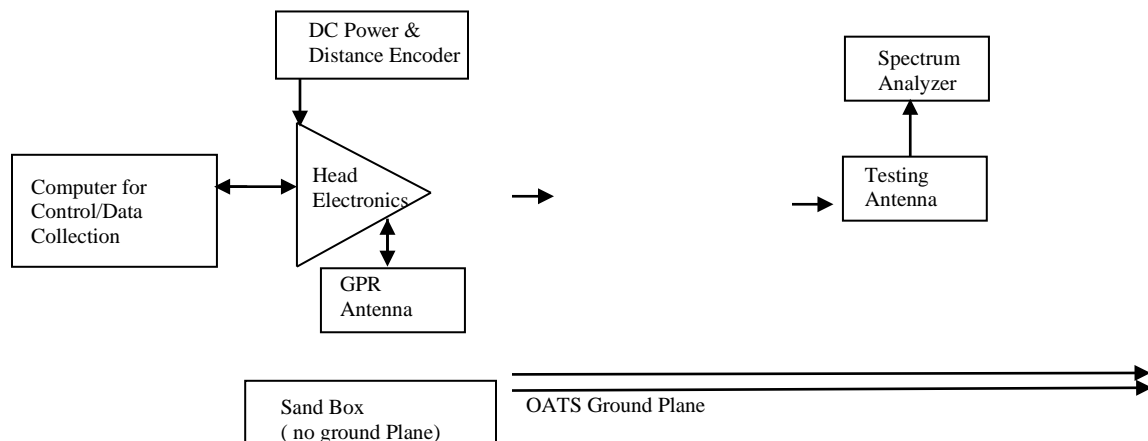 DC Power &
Distance Encoder
Spectrum
Analyzer
Computer for
Control/Data
Collection
Head
Electronics
Testing
Antenna
GPR
Antenna
Sand Box
( no ground Plane)
OATS Ground Plane